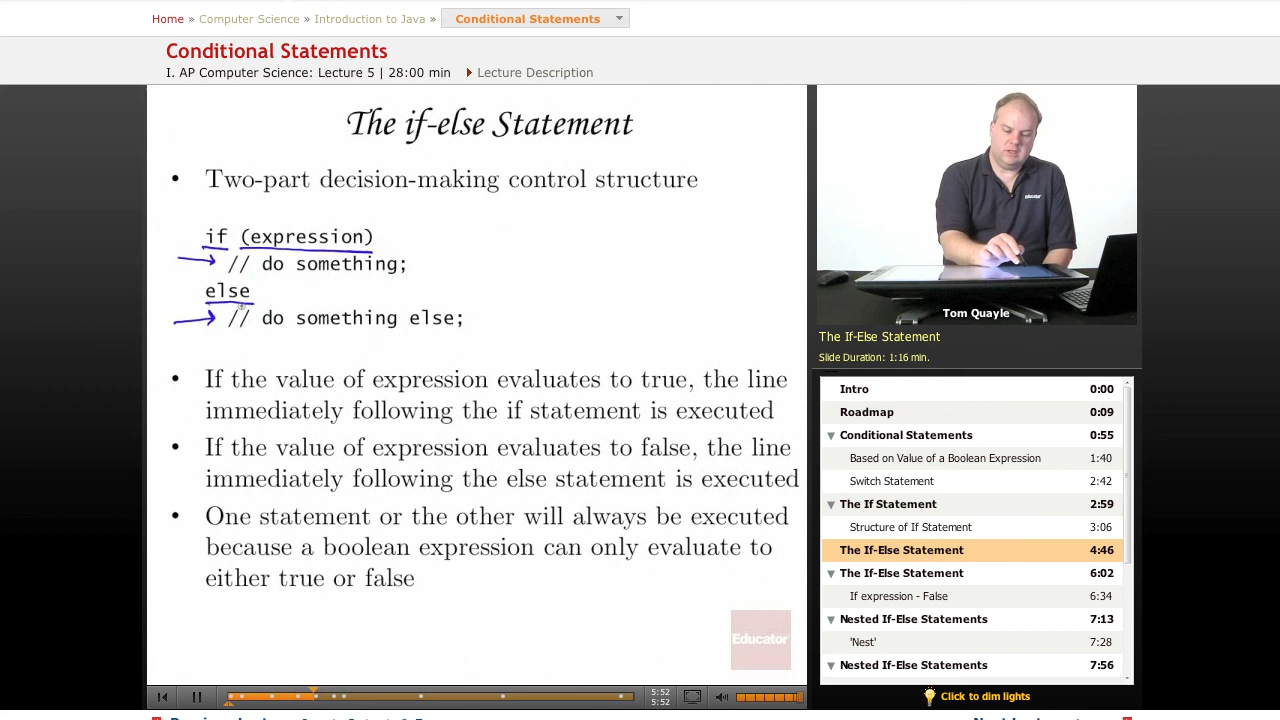 Home » Computer Science » Introduction to Java » Conditional Statements
Conditional Statements
I. AP Computer Science: Lecture 5 | 28:00 min Lecture Description
The if-else Statement
• Two-part decision-making control structure
if (expression)
// do something;
else
// do something else;
• If the value of expression evaluates to true, the line
immediately following the if statement is executed
• If the value of expression evaluates to false, the line
immediately following the else statement is executed
• One statement or the other will always be executed
because a boolean expression can only evaluate to
either true or false
Educator
5:52
5:52
educator
Tom Quayle
The If-Else Statement
Slide Duration: 1:16 min.
Intro 0:00
Roadmap 0:09
Conditional Statements 0:55
Based on Value of a Boolean Expression 1:40
Switch Statement 2:42
The If Statement 2:59
Structure of If Statement 3:06
The If-Else Statement 4:46
The If-Else Statement 6:02
If expression - False 6:34
Nested If-Else Statements 7:13
'Nest' 7:28
Nested If-Else Statements 7:56
Click to dim lights